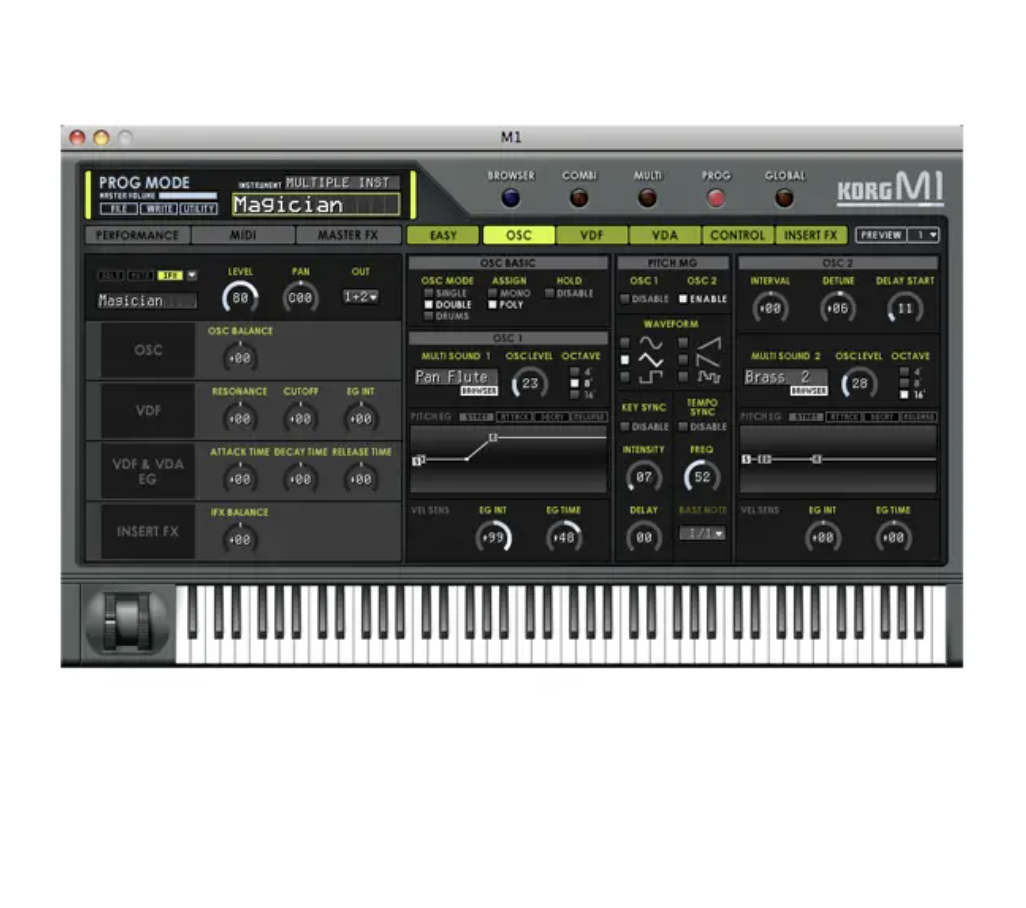 M1
PROG MODE
MASTER VOLUME
FILE WRITE UTILITY
INSTRUMENT MULTIPLE INST
Magician
BROWSER COMBI MULTI PROG GLOBAL
KORG M1
PERFORMANCE MIDI MASTER FX
EASY OSC VDF VDA CONTROL INSERT FX PREVIEW 1
SOLO MUTE IFX
Magician
LEVEL PAN OUT
80 C00 1+2
OSC
OSC BALANCE
+00
VDF
RESONANCE CUTOFF EG INT
+00 +00 +00
VDF & VDA
EG
ATTACK TIME DECAY TIME RELEASE TIME
+00 +00 +00
INSERT FX
IFX BALANCE
+00
OSC BASIC
OSC MODE ASSIGN HOLD
SINGLE MONO DISABLE
DOUBLE POLY
DRUMS
OSC 1
MULTI SOUND 1 OSC LEVEL OCTAVE
Pan Flute 23 4'
BROWSER 8'
16'
PITCH EG START ATTACK DECAY RELEASE
VEL SENS EG INT EG TIME
+99 +48
PITCH MG
OSC 1 OSC 2
DISABLE ENABLE
WAVEFORM
KEY SYNC TEMPO
SYNC
DISABLE DISABLE
INTENSITY FREQ
07 52
DELAY BASE NOTE
00 1/1
OSC 2
INTERVAL DETUNE DELAY START
+00 +06 11
MULTI SOUND 2 OSC LEVEL OCTAVE
Brass 2 28 4'
BROWSER 8'
16'
PITCH EG START ATTACK DECAY RELEASE
VEL SENS EG INT EG TIME
+00 +00